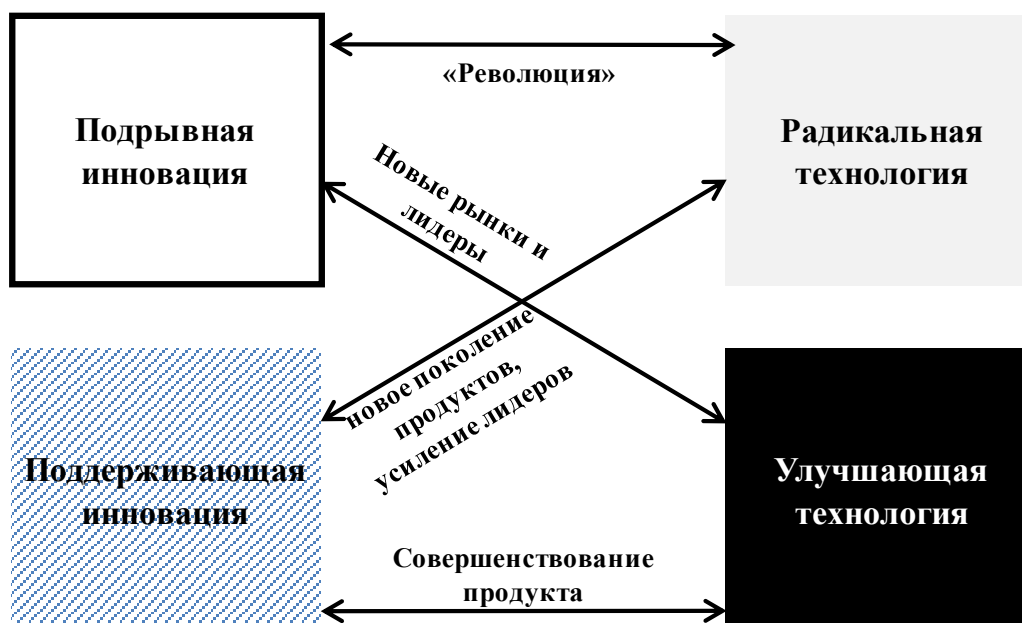 «Революция»
Подрывная
инновация
Радикальная
технология
Новые рынки и
лидеры
новое поколение
продуктов,
усиление лидеров
Поддерживающая
инновация
Улучшающая
технология
Совершенствование
продукта